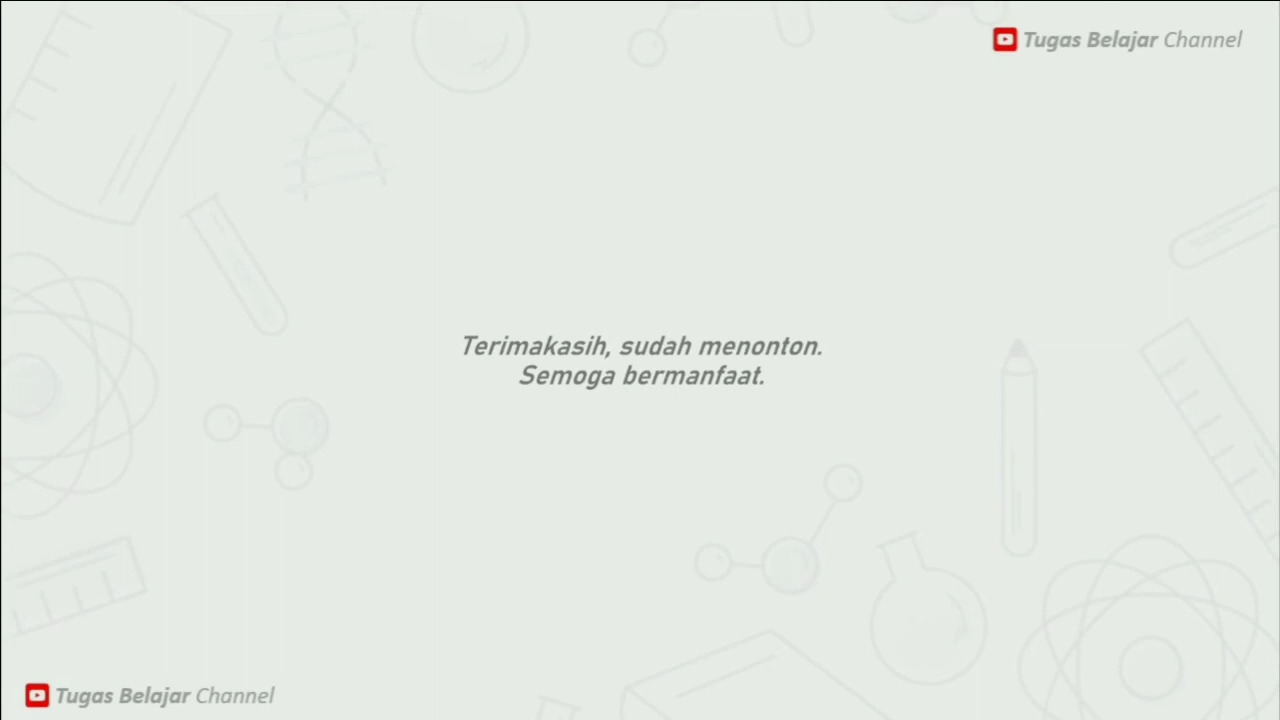 Tugas Belajar Channel
Terimakasih, sudah menonton.
Semoga bermanfaat.
Tugas Belajar Channel